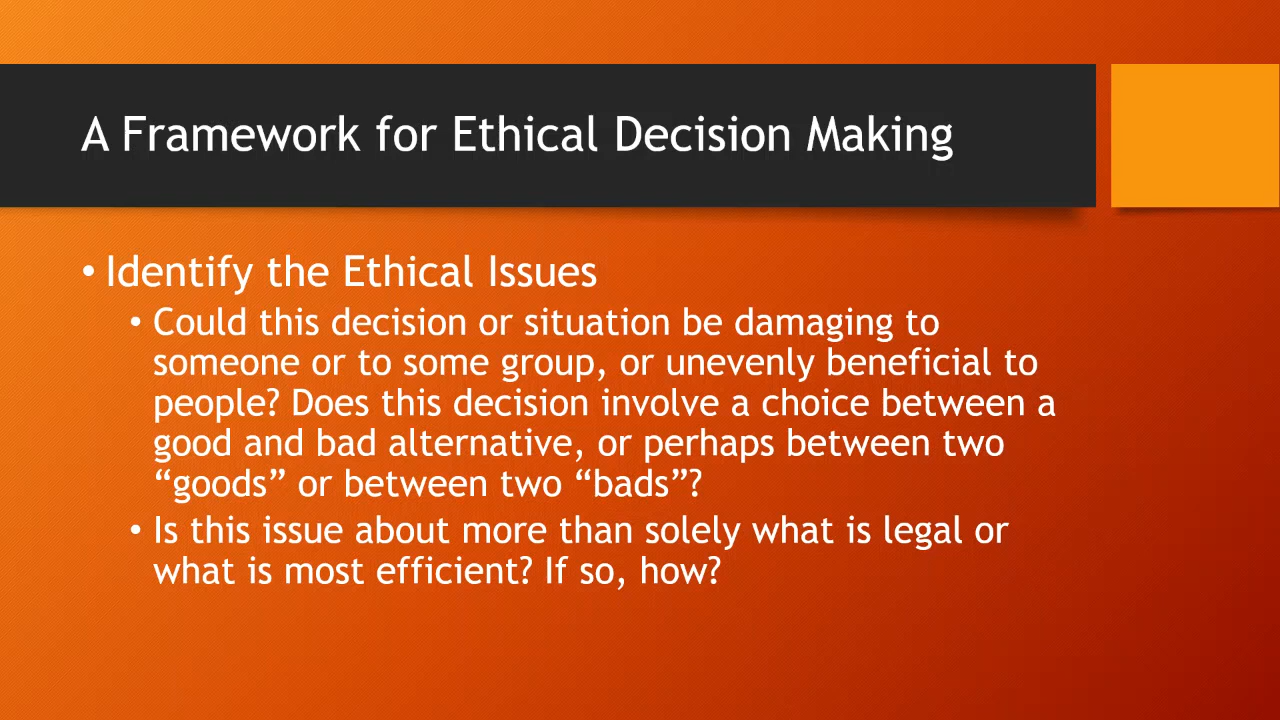 A Framework for Ethical Decision Making
• Identify the Ethical Issues
• Could this decision or situation be damaging to
someone or to some group, or unevenly beneficial to
people? Does this decision involve a choice between a
good and bad alternative, or perhaps between two
“goods” or between two “bads”?
• Is this issue about more than solely what is legal or
what is most efficient? If so, how?